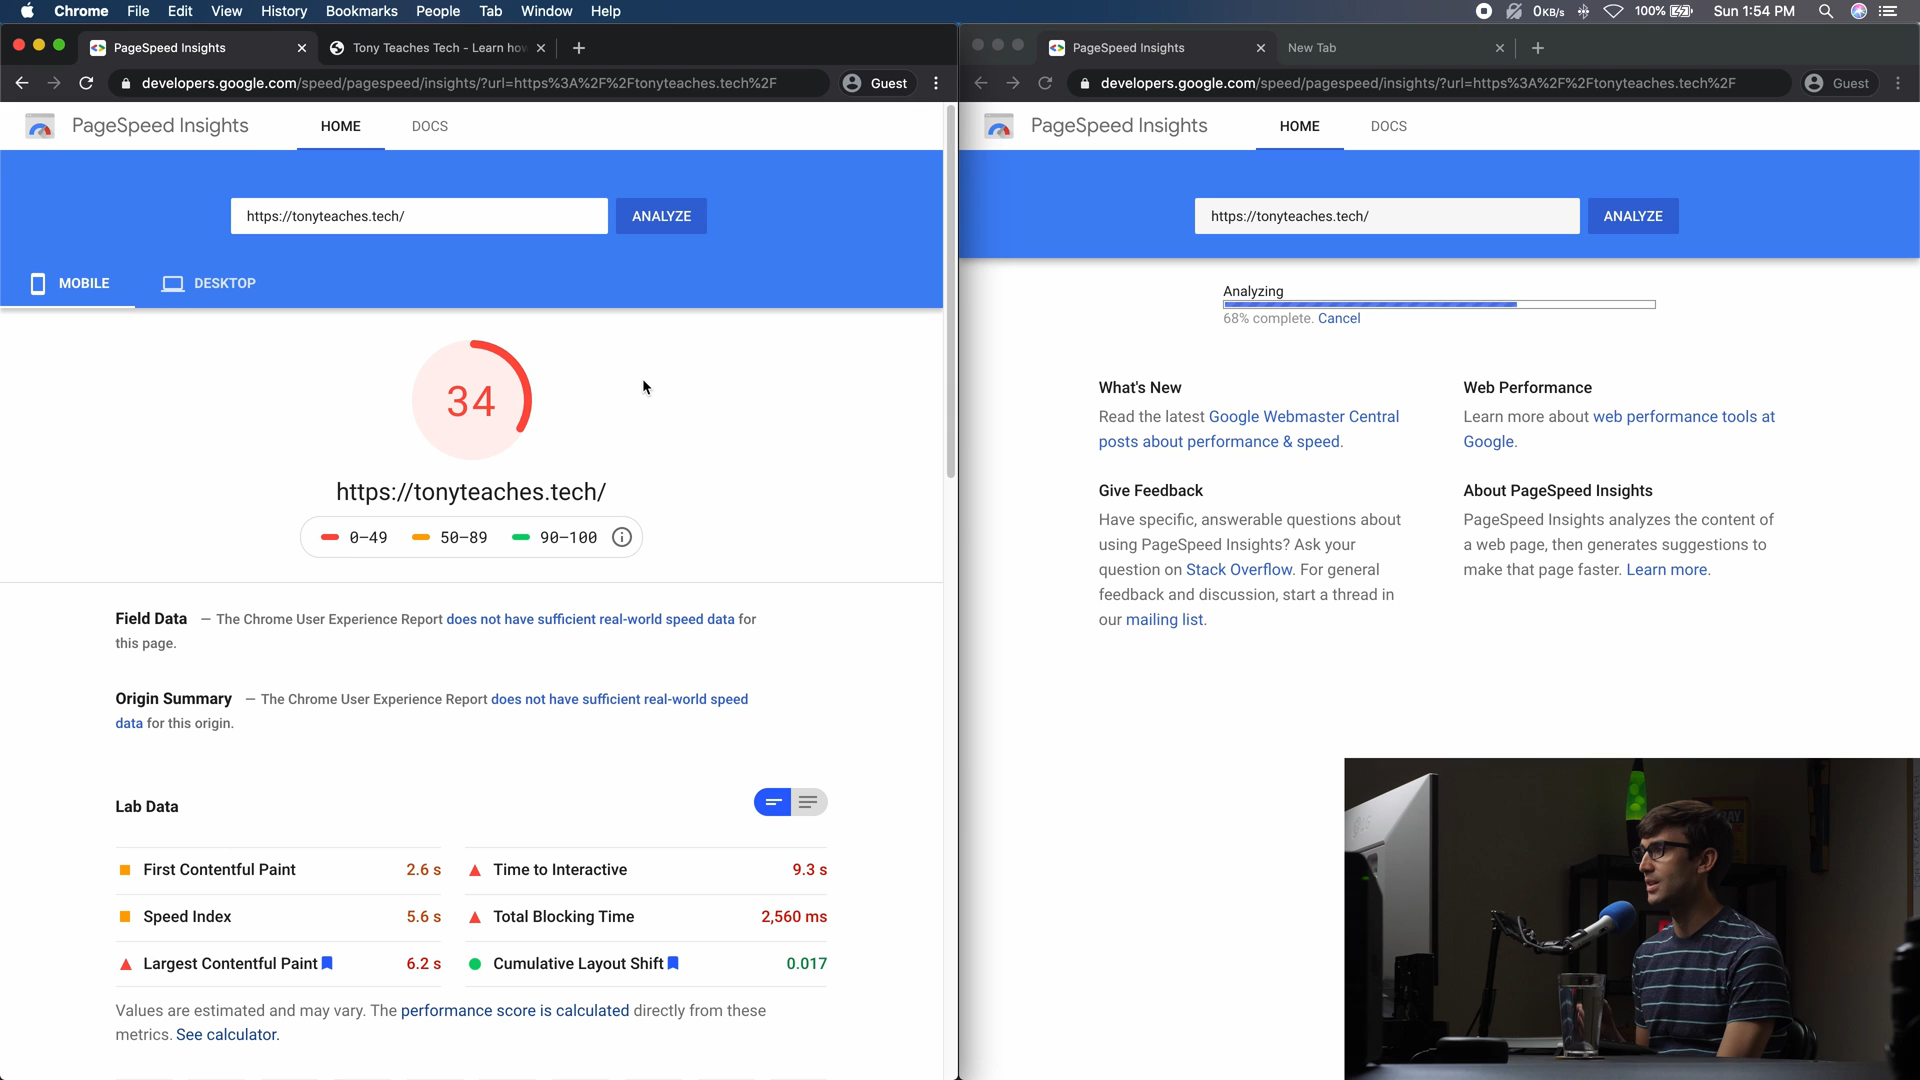 Chrome File Edit View History Bookmarks People Tab Window Help
0KB/s 100% Sun 1:54 PM
PageSpeed Insights
Tony Teaches Tech - Learn how
developers.google.com/speed/pagespeed/insights/?url=https%3A%2F%2Ftonyteaches.tech%2F
Guest
PageSpeed Insights
HOME
DOCS
https://tonyteaches.tech/
ANALYZE
MOBILE
DESKTOP
34
https://tonyteaches.tech/
0–49 50–89 90–100
Field Data — The Chrome User Experience Report does not have sufficient real-world speed data for
this page.
Origin Summary — The Chrome User Experience Report does not have sufficient real-world speed
data for this origin.
Lab Data
First Contentful Paint 2.6 s
Time to Interactive 9.3 s
Speed Index 5.6 s
Total Blocking Time 2,560 ms
Largest Contentful Paint 6.2 s
Cumulative Layout Shift 0.017
Values are estimated and may vary. The performance score is calculated directly from these
metrics. See calculator.
PageSpeed Insights
New Tab
developers.google.com/speed/pagespeed/insights/?url=https%3A%2F%2Ftonyteaches.tech%2F
Guest
PageSpeed Insights
HOME
DOCS
https://tonyteaches.tech/
ANALYZE
Analyzing
68% complete. Cancel
What's New
Read the latest Google Webmaster Central
posts about performance & speed.
Web Performance
Learn more about web performance tools at
Google.
Give Feedback
Have specific, answerable questions about
using PageSpeed Insights? Ask your
question on Stack Overflow. For general
feedback and discussion, start a thread in
our mailing list.
About PageSpeed Insights
PageSpeed Insights analyzes the content of
a web page, then generates suggestions to
make that page faster. Learn more.